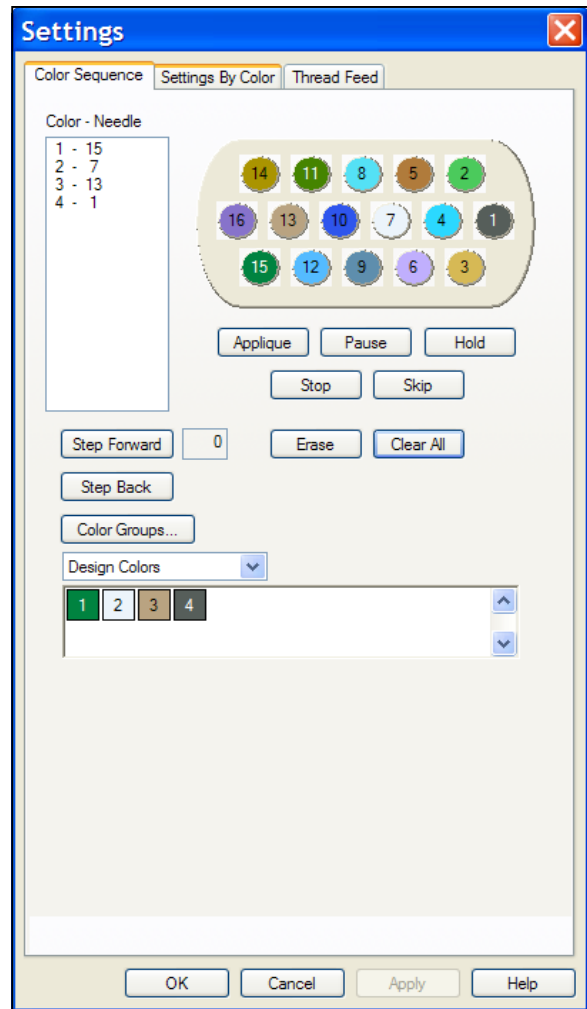 Settings
Color Sequence Settings By Color Thread Feed
Color - Needle
1 - 15
2 - 7
3 - 13
4 - 1
14 11 8 5 2
16 13 10 7 4 1
15 12 9 6 3
Applique Pause Hold
Stop Skip
Step Forward 0 Erase Clear All
Step Back
Color Groups...
Design Colors
1 2 3 4
OK Cancel Apply Help